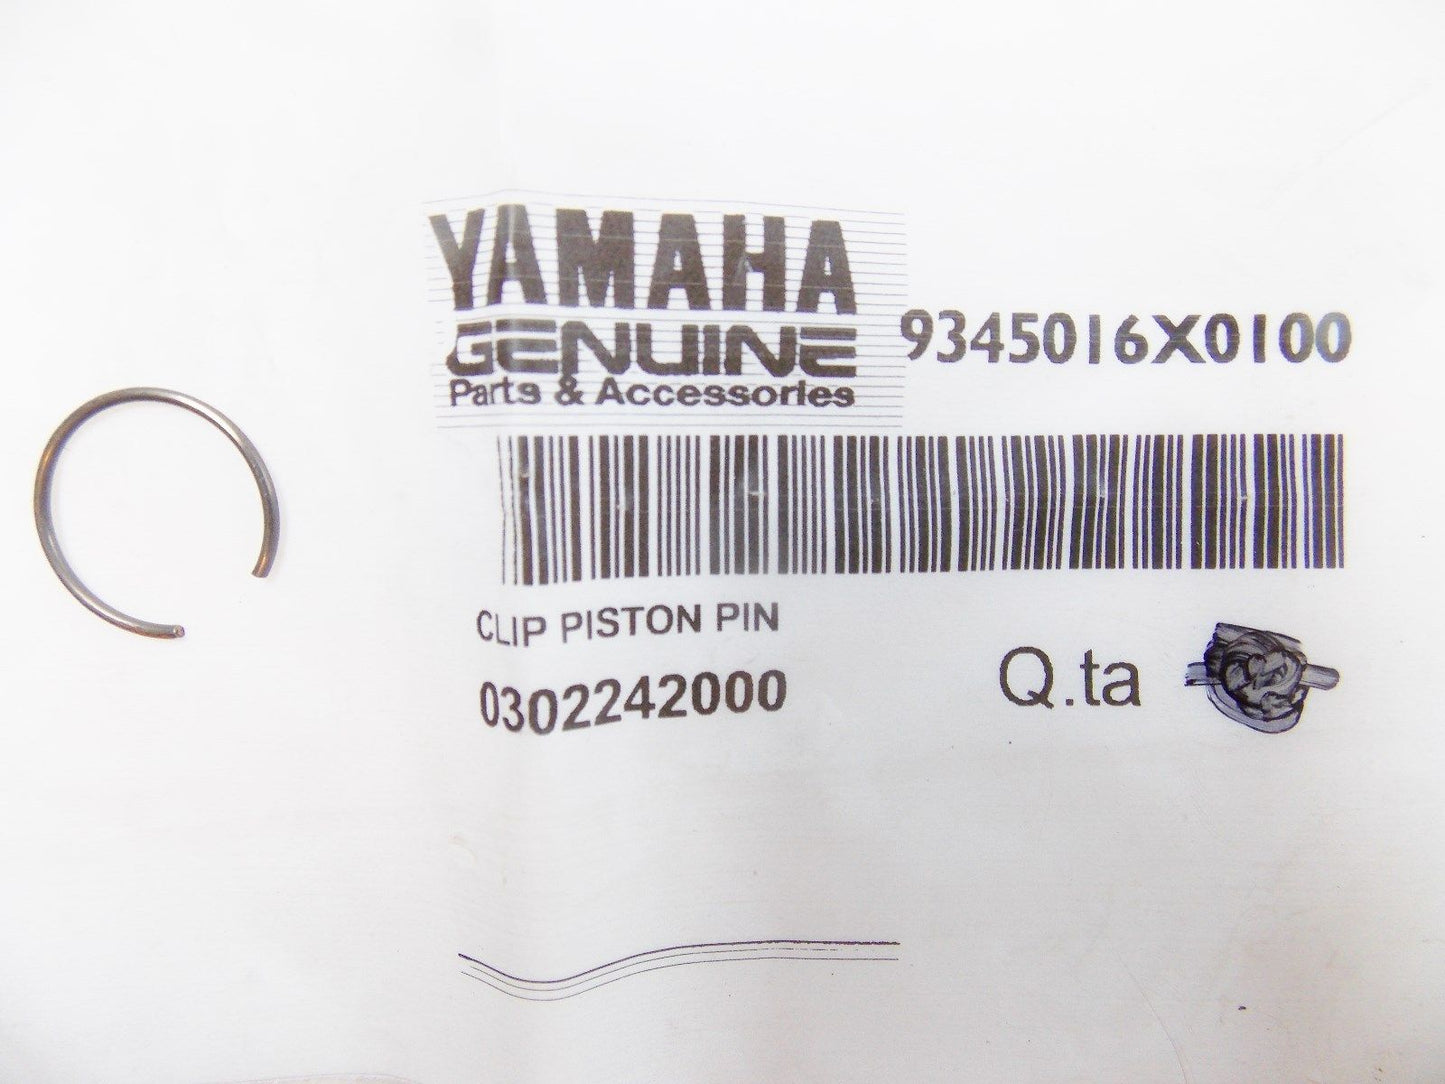 YAMAHA
GENUINE
Parts & Accessories
9345016X0100
CLIP PISTON PIN
0302242000
Q.ta